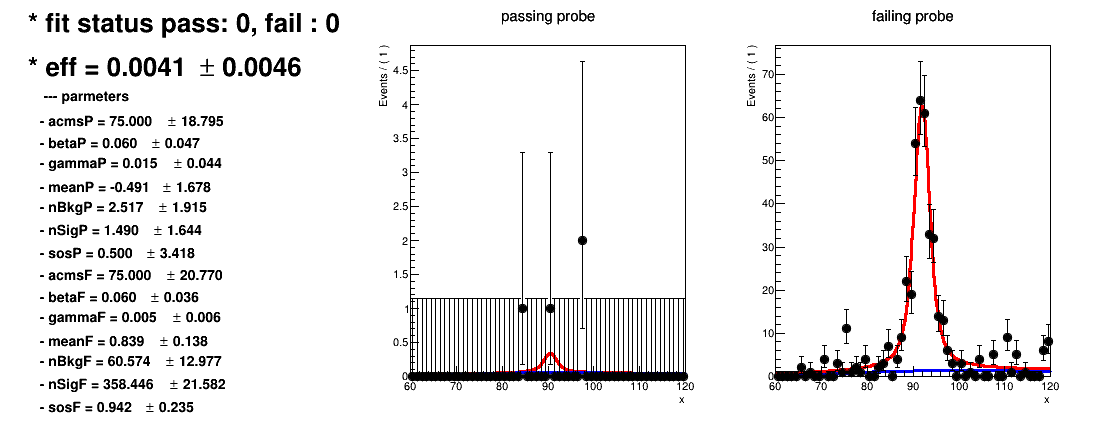 * fit status pass: 0, fail : 0
* eff = 0.0041 ± 0.0046
--- parmeters
- acmsP = 75.000 ± 18.795
- betaP = 0.060 ± 0.047
- gammaP = 0.015 ± 0.044
- meanP = -0.491 ± 1.678
- nBkgP = 2.517 ± 1.915
- nSigP = 1.490 ± 1.644
- sosP = 0.500 ± 3.418
- acmsF = 75.000 ± 20.770
- betaF = 0.060 ± 0.036
- gammaF = 0.005 ± 0.006
- meanF = 0.839 ± 0.138
- nBkgF = 60.574 ± 12.977
- nSigF = 358.446 ± 21.582
- sosF = 0.942 ± 0.235
passing probe
Events / ( 1 )
4.5
4
3.5
3
2.5
2
1.5
1
0.5
0
60 70 80 90 100 110 120
x
failing probe
Events / ( 1 )
70
60
50
40
30
20
10
0
60 70 80 90 100 110 120
x